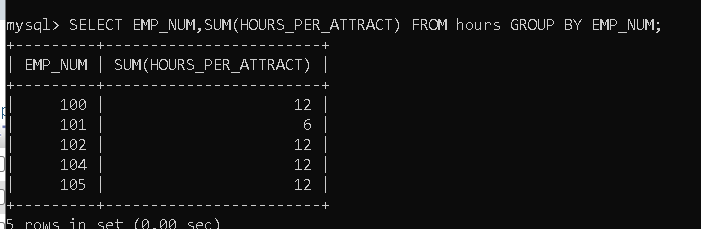 mysql> SELECT EMP_NUM,SUM(HOURS_PER_ATTRACT) FROM hours GROUP BY EMP_NUM;
+---------+------------------------+
| EMP_NUM | SUM(HOURS_PER_ATTRACT) |
+---------+------------------------+
|     100 |                     12 |
|     101 |                      6 |
|     102 |                     12 |
|     104 |                     12 |
|     105 |                     12 |
+---------+------------------------+
5 rows in set (0.00 sec)